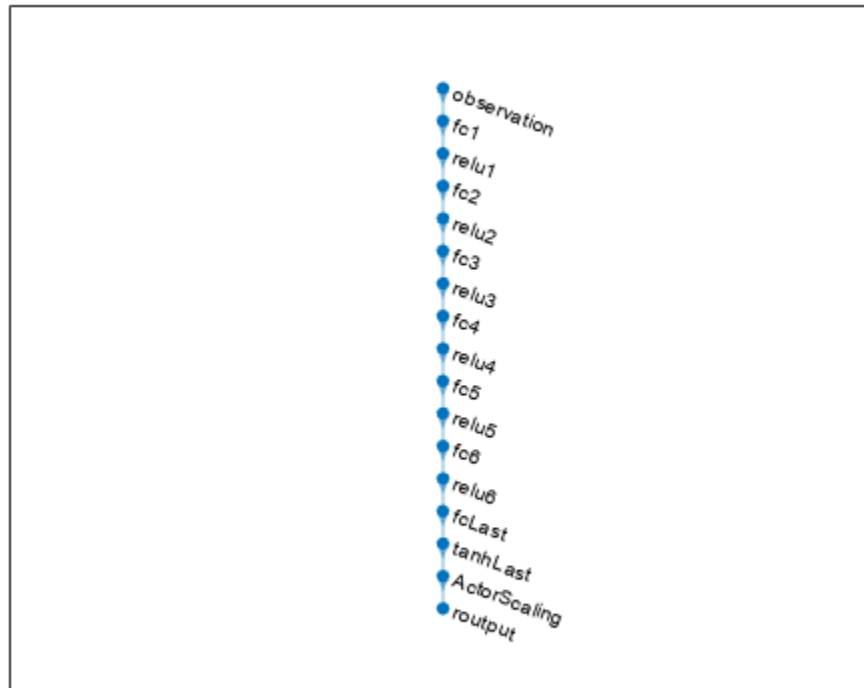 observation
fc1
relu1
fc2
relu2
fc3
relu3
fc4
relu4
fc5
relu5
fc6
relu6
fcLast
tanhLast
ActorScaling
routput